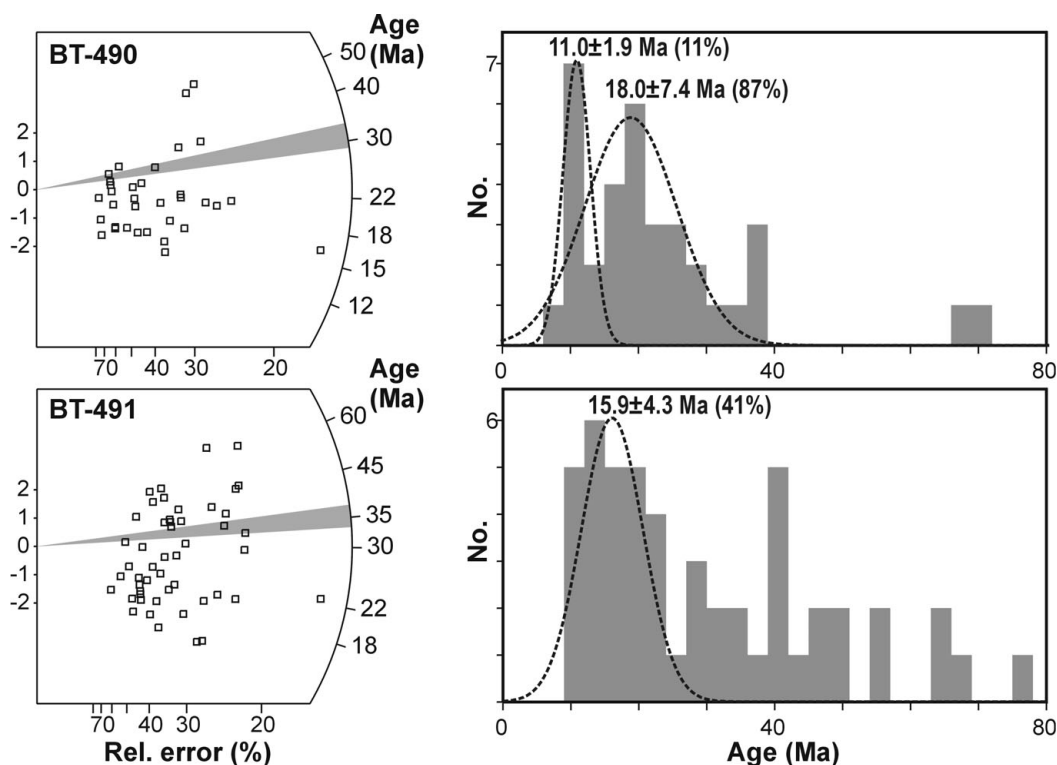 BT-490
Age
(Ma)
50
40
30
22
18
15
12
2
1
0
-1
-2
70 40 30 20
11.0±1.9 Ma (11%)
18.0±7.4 Ma (87%)
7
No.
0 40 80
BT-491
Age
(Ma)
60
45
35
30
22
18
2
1
0
-1
-2
70 40 30 20
Rel. error (%)
15.9±4.3 Ma (41%)
6
No.
0 40 80
Age (Ma)